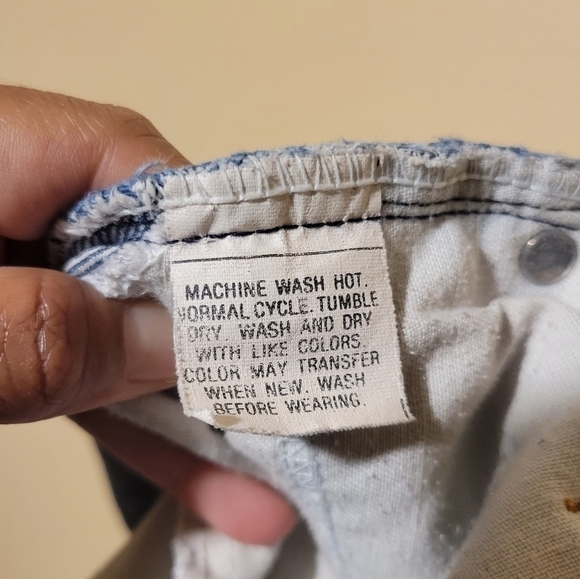 MACHINE WASH HOT.
NORMAL CYCLE. TUMBLE
DRY. WASH AND DRY
WITH LIKE COLORS.
COLOR MAY TRANSFER
WHEN NEW. WASH
BEFORE WEARING.